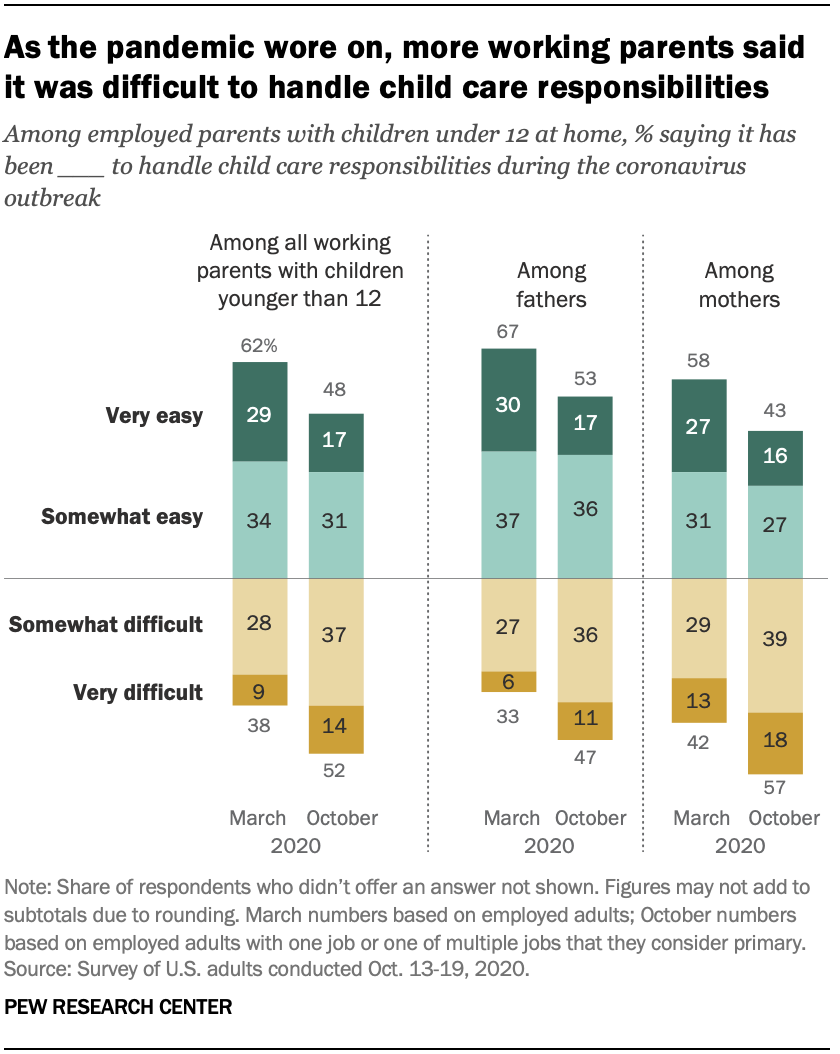 As the pandemic wore on, more working parents said
it was difficult to handle child care responsibilities
Among employed parents with children under 12 at home, % saying it has
been ___ to handle child care responsibilities during the coronavirus
outbreak
Among all working
parents with children
younger than 12
Among
fathers
Among
mothers
62%
48
67
53
58
43
Very easy
29
17
30
17
27
16
Somewhat easy
34
31
37
36
31
27
Somewhat difficult
28
37
27
36
29
39
Very difficult
9
14
6
11
13
18
38
52
33
47
42
57
March October
2020
March October
2020
March October
2020
Note: Share of respondents who didn’t offer an answer not shown. Figures may not add to
subtotals due to rounding. March numbers based on employed adults; October numbers
based on employed adults with one job or one of multiple jobs that they consider primary.
Source: Survey of U.S. adults conducted Oct. 13-19, 2020.
PEW RESEARCH CENTER